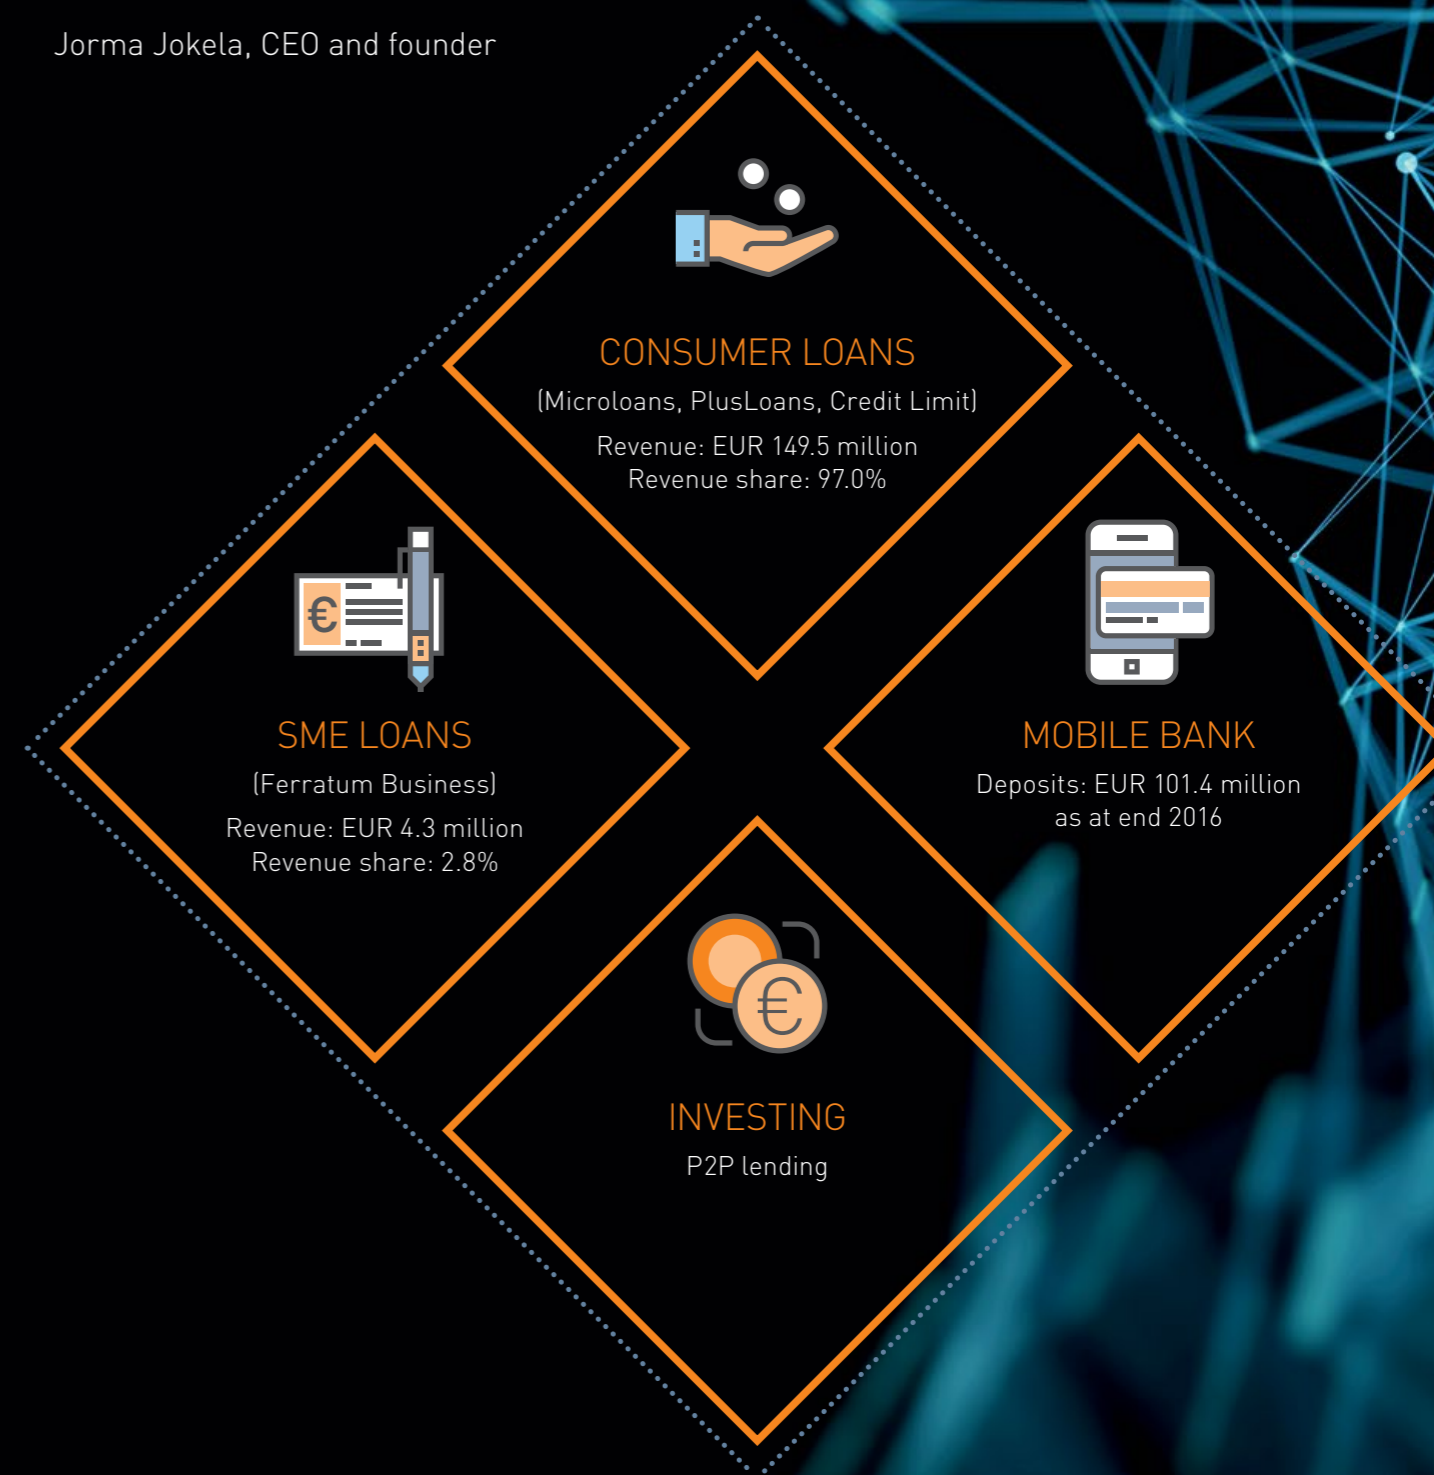 Jorma Jokela, CEO and founder
CONSUMER LOANS
(Microloans, PlusLoans, Credit Limit)
Revenue: EUR 149.5 million
Revenue share: 97.0%
€
SME LOANS
(Ferratum Business)
Revenue: EUR 4.3 million
Revenue share: 2.8%
MOBILE BANK
Deposits: EUR 101.4 million
as at end 2016
€
INVESTING
P2P lending